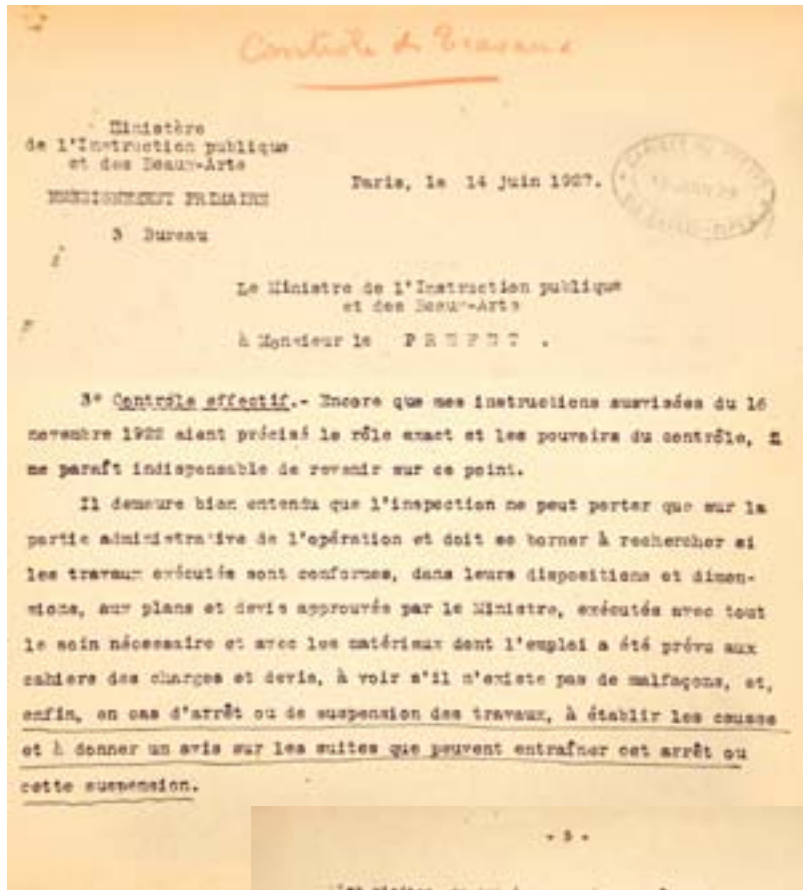 Contrôle de Travaux
Ministère
de l'Instruction publique
et des Beaux-Arts
ENSEIGNEMENT PRIMAIRE
3 Bureau
Paris, le 14 juin 1927.
Le Ministre de l'Instruction publique
et des Beaux-Arts
à Monsieur le PREFET.
3° Contrôle effectif.- Encore que mes instructions susvisées du 16
novembre 1922 aient précisé le rôle exact et les pouvoirs du contrôle, il
me paraît indispensable de revenir sur ce point.
Il demeure bien entendu que l'inspection ne peut porter que sur la
partie administrative de l'opération et doit se borner à rechercher si
les travaux exécutés sont conformes, dans leurs dispositions et dimen-
sions, aux plans et devis approuvés par le Ministre, exécutés avec tout
le soin nécessaire et avec les matériaux dont l'emploi a été prévu aux
cahiers des charges et devis, à voir s'il n'existe pas de malfaçons, et,
enfin, en cas d'arrêt ou de suspension des travaux, à établir les causes
et à donner un avis sur les suites que peuvent entraîner cet arrêt ou
cette suspension.
- 3 -